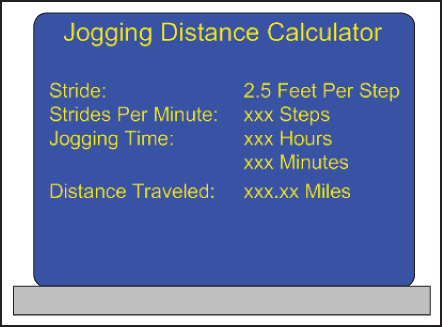 Jogging Distance Calculator
Stride: 2.5 Feet Per Step
Strides Per Minute: xxx Steps
Jogging Time: xxx Hours
xxx Minutes
Distance Traveled: xxx.xx Miles